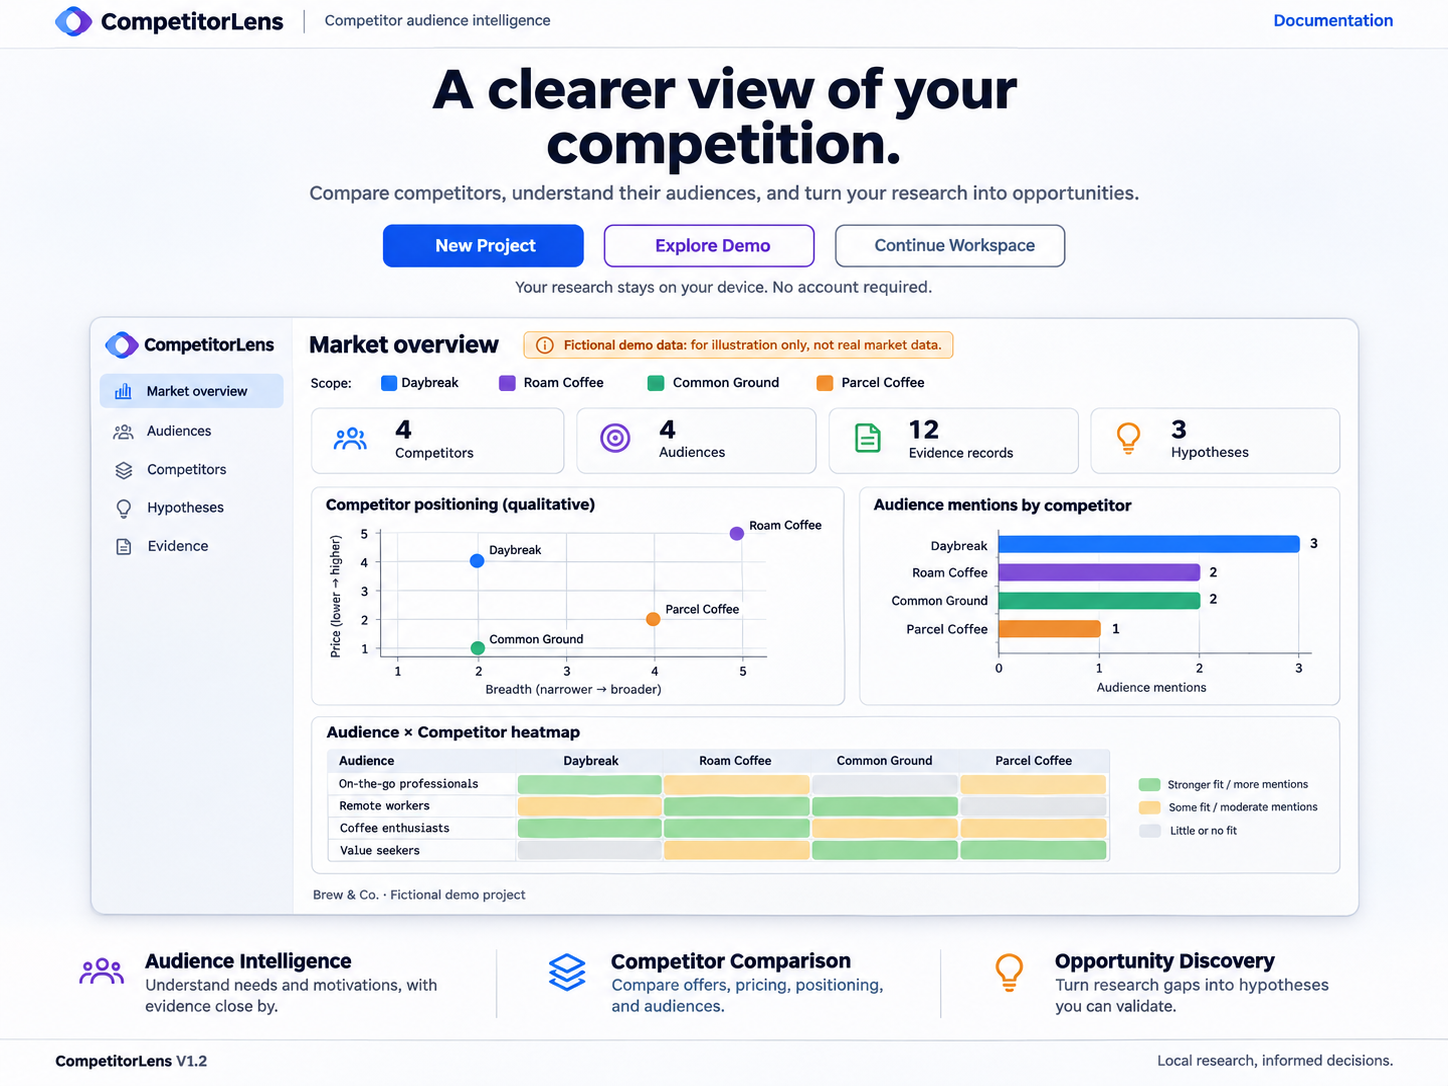 CompetitorLens
Competitor audience intelligence
Documentation
A clearer view of your
competition.
Compare competitors, understand their audiences, and turn your research into opportunities.
New Project
Explore Demo
Continue Workspace
Your research stays on your device. No account required.
CompetitorLens
Market overview
Audiences
Competitors
Hypotheses
Evidence
Market overview
Fictional demo data: for illustration only, not real market data.
Scope:
Daybreak
Roam Coffee
Common Ground
Parcel Coffee
4
Competitors
4
Audiences
12
Evidence records
3
Hypotheses
Competitor positioning (qualitative)
Price (lower → higher)
5
4
3
2
1
Roam Coffee
Daybreak
Parcel Coffee
Common Ground
1 2 3 4 5
Breadth (narrower → broader)
Audience mentions by competitor
Daybreak 3
Roam Coffee 2
Common Ground 2
Parcel Coffee 1
0 1 2 3
Audience mentions
Audience × Competitor heatmap
Audience Daybreak Roam Coffee Common Ground Parcel Coffee
On-the-go professionals
Remote workers
Coffee enthusiasts
Value seekers
Stronger fit / more mentions
Some fit / moderate mentions
Little or no fit
Brew & Co. · Fictional demo project
Audience Intelligence
Understand needs and motivations, with
evidence close by.
Competitor Comparison
Compare offers, pricing, positioning,
and audiences.
Opportunity Discovery
Turn research gaps into hypotheses
you can validate.
CompetitorLens V1.2
Local research, informed decisions.